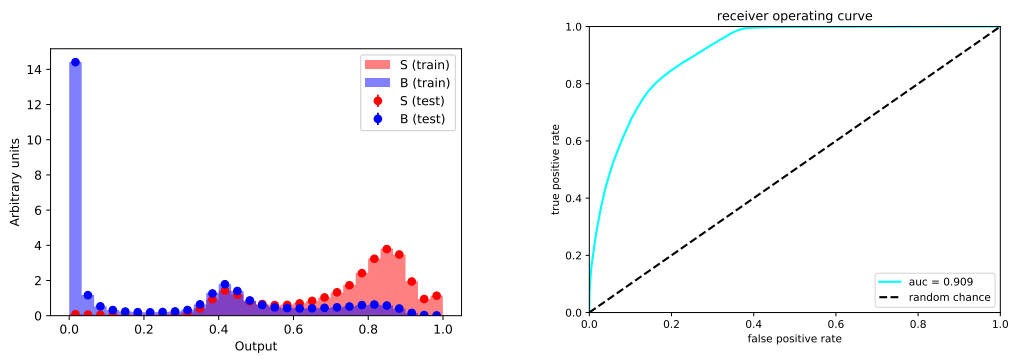 14
12
10
8
6
4
2
0
Arbitrary units
S (train)
B (train)
S (test)
B (test)
0.0 0.2 0.4 0.6 0.8 1.0
Output
receiver operating curve
1.0
0.8
0.6
0.4
0.2
0.0
true positive rate
auc = 0.909
random chance
0.0 0.2 0.4 0.6 0.8 1.0
false positive rate